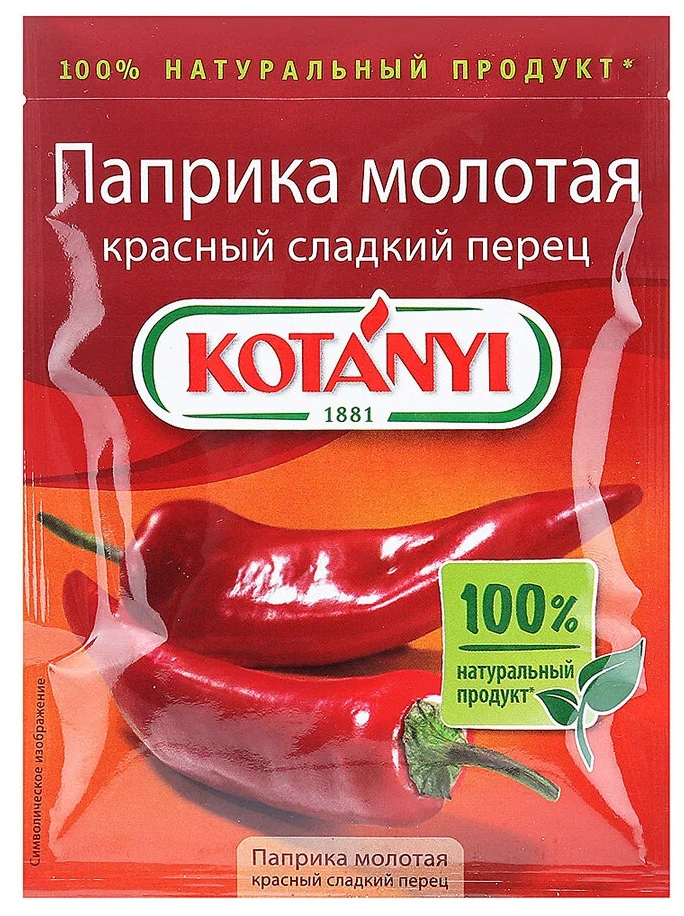 100% НАТУРАЛЬНЫЙ ПРОДУКТ*
Паприка молотая
красный сладкий перец
KOTÁNYI
1881
100%
натуральный
продукт*
Символическое изображение
Паприка молотая
красный сладкий перец